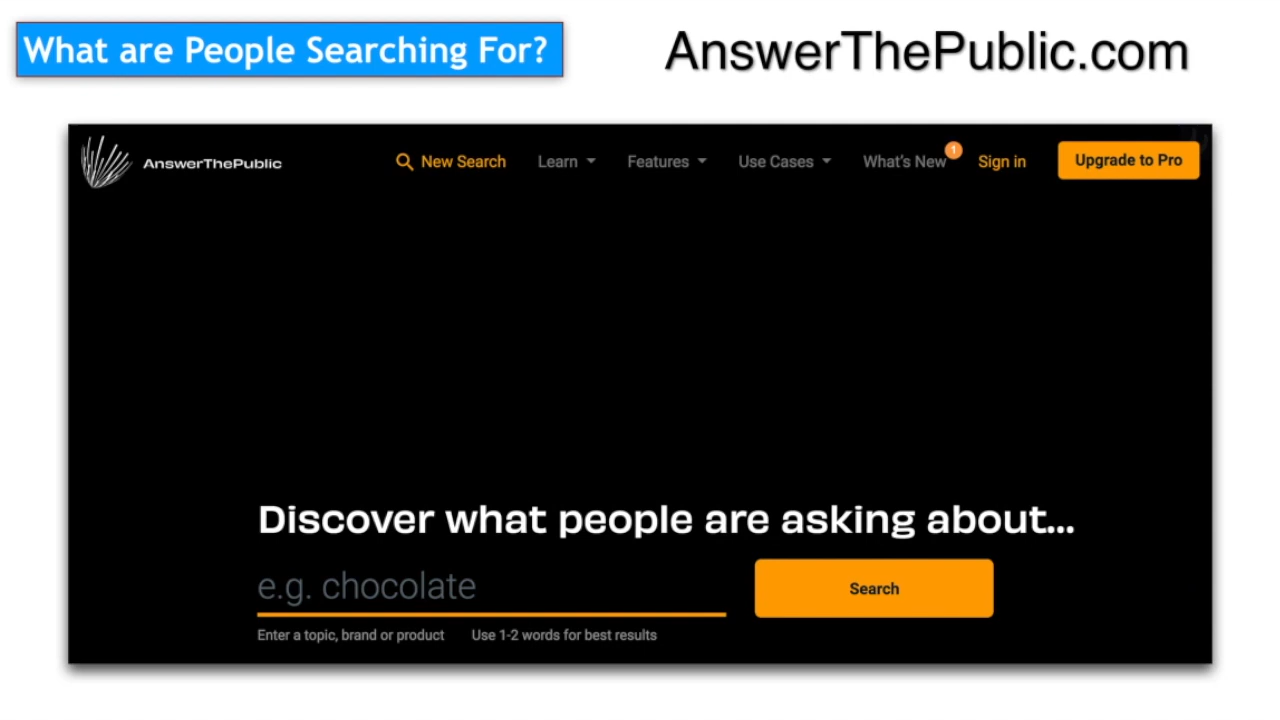 What are People Searching For?
AnswerThePublic.com
AnswerThePublic
New Search
Learn
Features
Use Cases
What's New
1
Sign in
Upgrade to Pro
Discover what people are asking about...
e.g. chocolate
Search
Enter a topic, brand or product
Use 1-2 words for best results